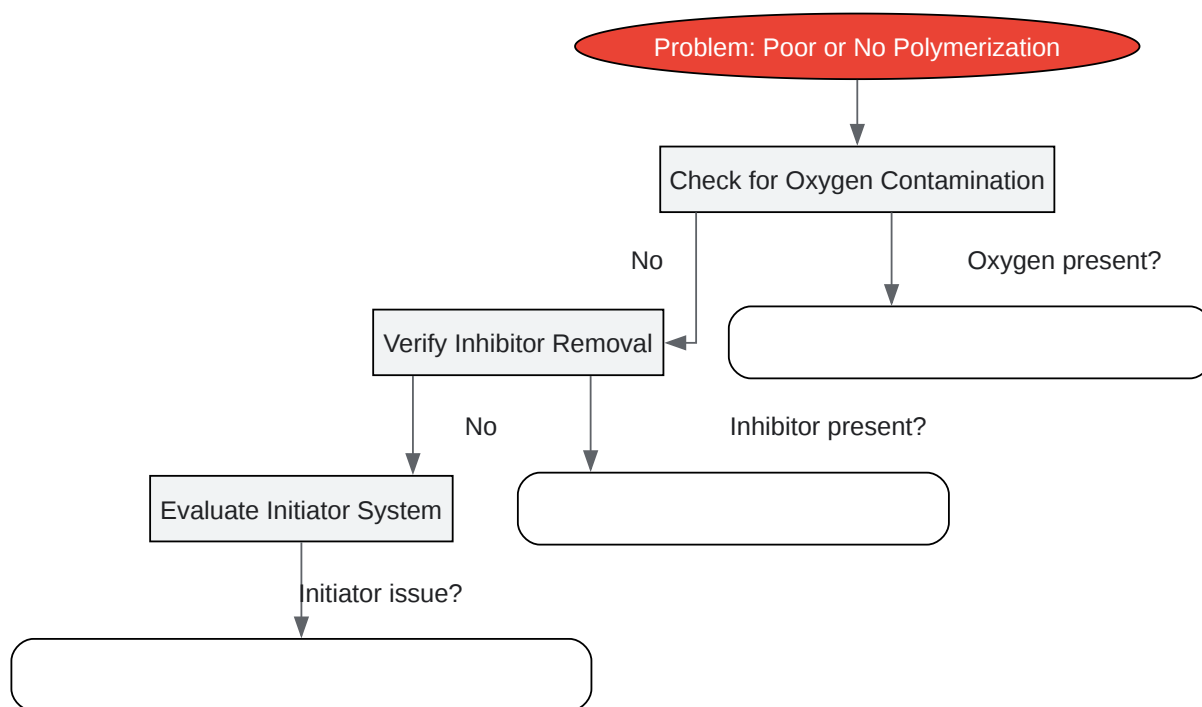 Problem: Poor or No Polymerization
Check for Oxygen Contamination
No
Oxygen present?
Verify Inhibitor Removal
No
Inhibitor present?
Evaluate Initiator System
Initiator issue?